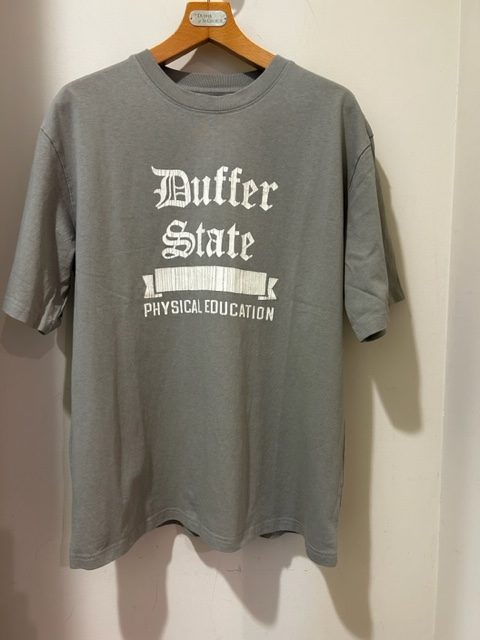 Duffer
State
PHYSICAL EDUCATION